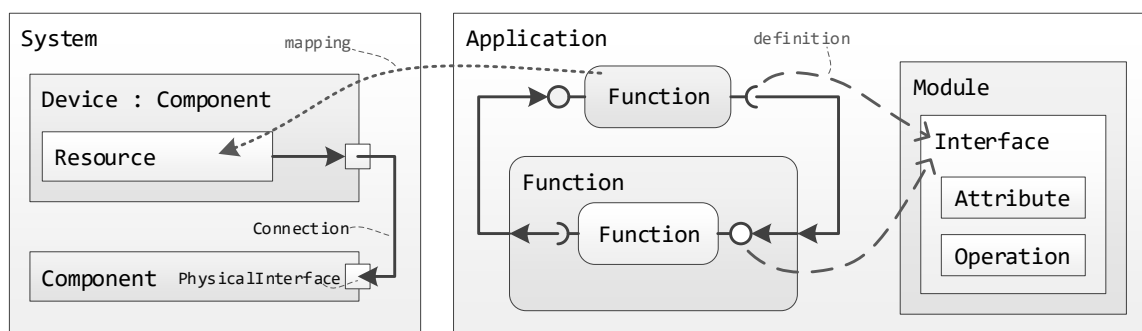 System
mapping
Device : Component
Resource
Connection
Component
PhysicalInterface
Application
definition
Function
Function
Function
Module
Interface
Attribute
Operation